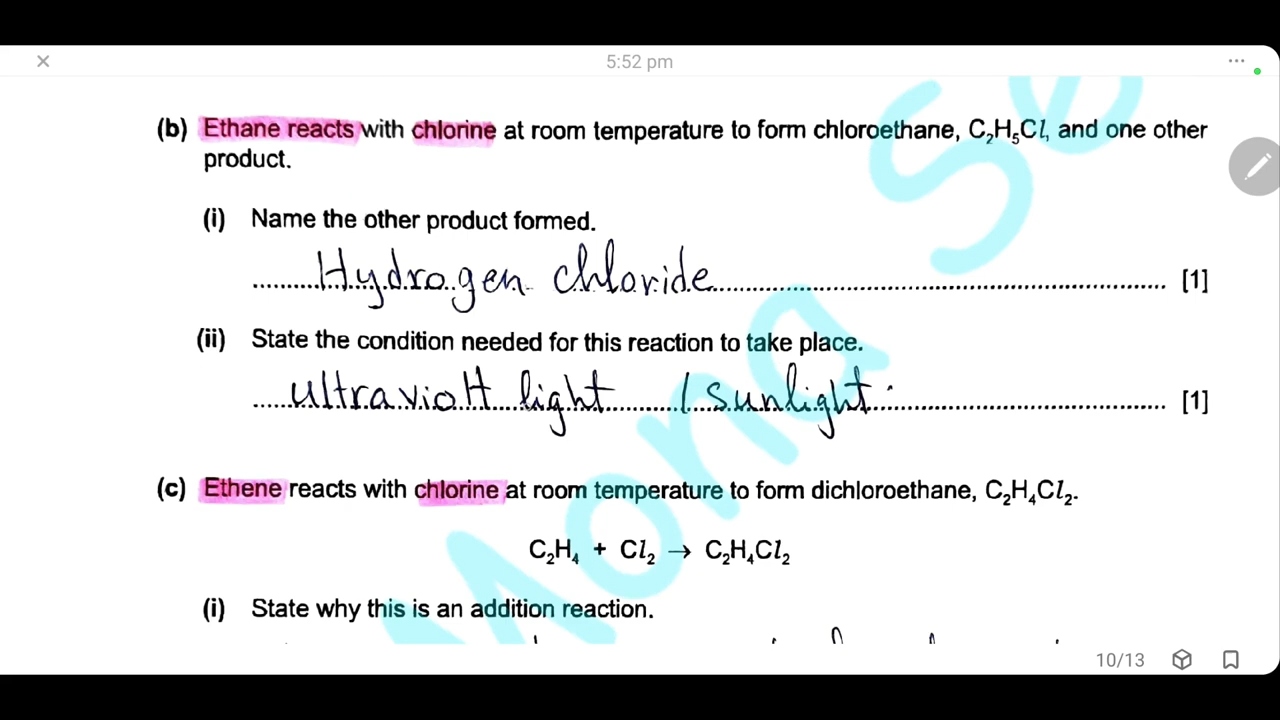 5:52 pm
(b) Ethane reacts with chlorine at room temperature to form chloroethane, C₂H₅Cl, and one other
product.
(i) Name the other product formed.
Hydrogen chloride [1]
(ii) State the condition needed for this reaction to take place.
ultraviolt light / sunlight. [1]
(c) Ethene reacts with chlorine at room temperature to form dichloroethane, C₂H₄Cl₂.
C₂H₄ + Cl₂ → C₂H₄Cl₂
(i) State why this is an addition reaction.
Mona Se
10/13